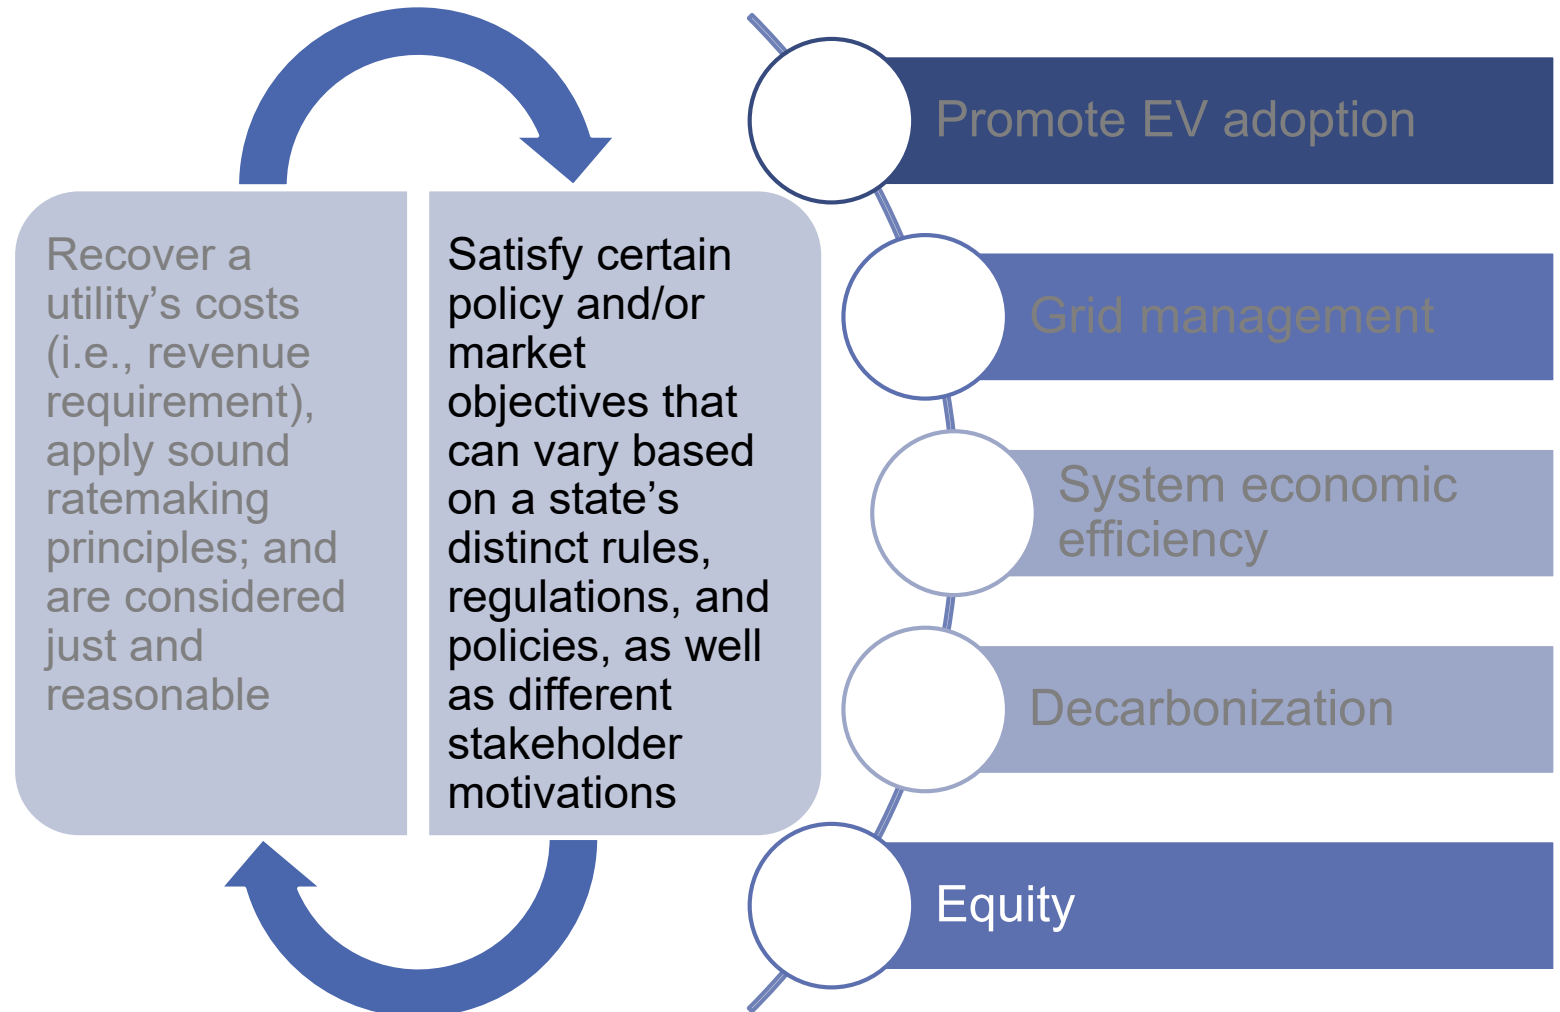 Recover a
utility’s costs
(i.e., revenue
requirement),
apply sound
ratemaking
principles; and
are considered
just and
reasonable
Satisfy certain
policy and/or
market
objectives that
can vary based
on a state’s
distinct rules,
regulations, and
policies, as well
as different
stakeholder
motivations
Promote EV adoption
Grid management
System economic
efficiency
Decarbonization
Equity